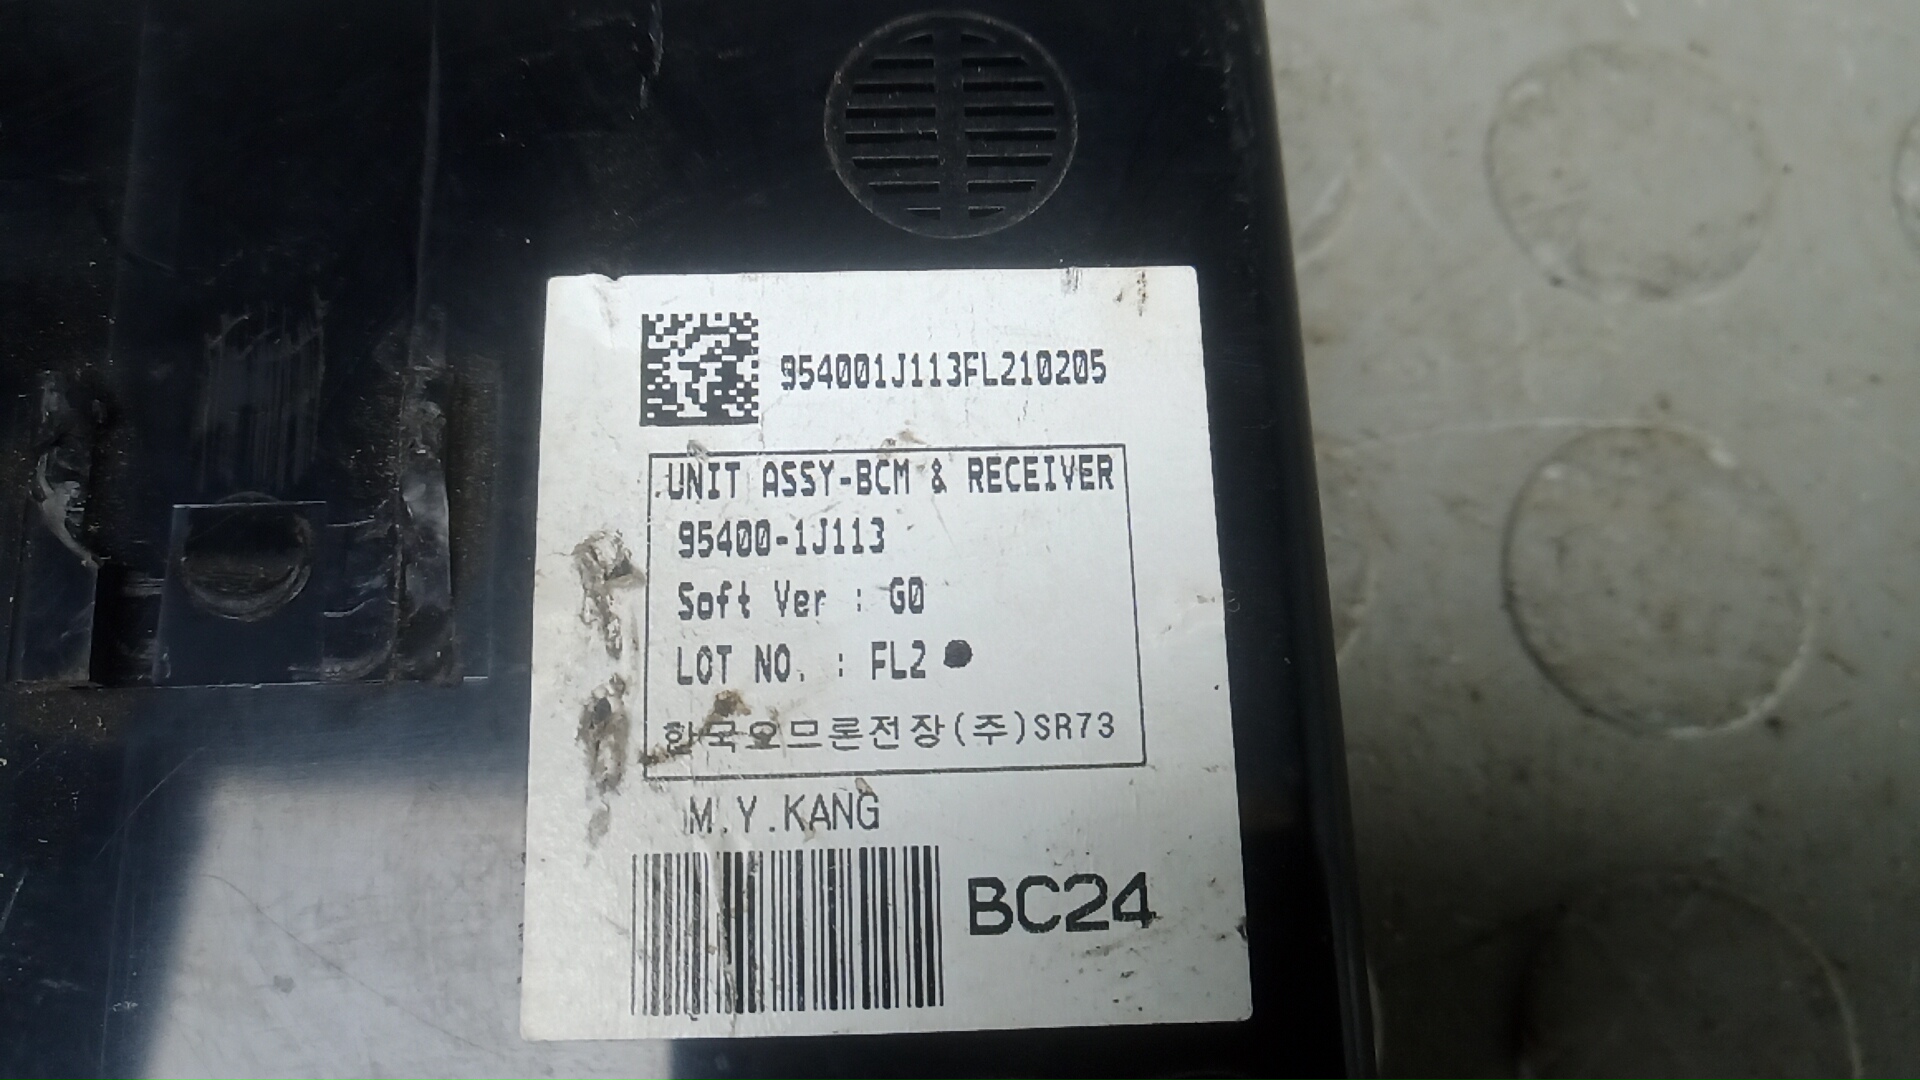 954001J113FL210205
UNIT ASSY-BCM & RECEIVER
95400-1J113
Soft Ver : G0
LOT NO. : FL2
한국오므론전장(주)SR73
M.Y.KANG
BC24